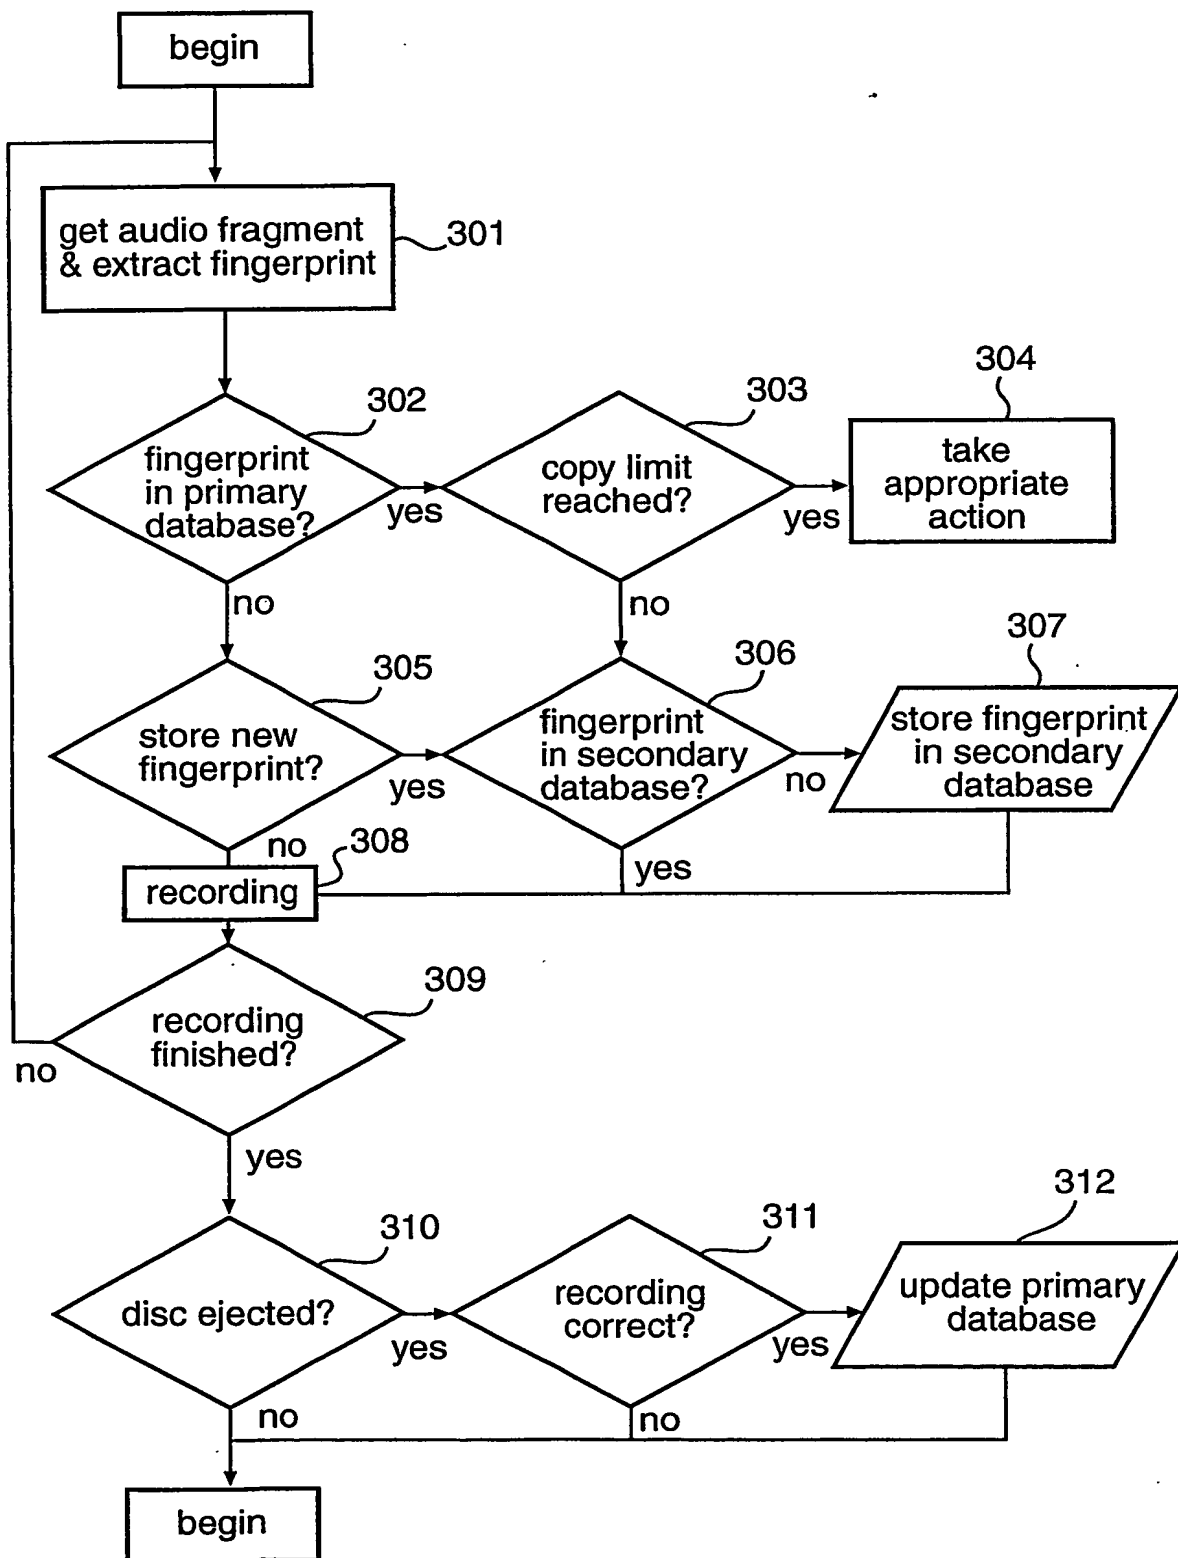 begin
get audio fragment
& extract fingerprint
301
302
fingerprint
in primary
database?
yes
no
303
copy limit
reached?
yes
no
304
take
appropriate
action
305
store new
fingerprint?
yes
no
306
fingerprint
in secondary
database?
no
yes
307
store fingerprint
in secondary
database
308
recording
309
recording
finished?
no
yes
310
disc ejected?
yes
no
311
recording
correct?
yes
no
312
update primary
database
begin